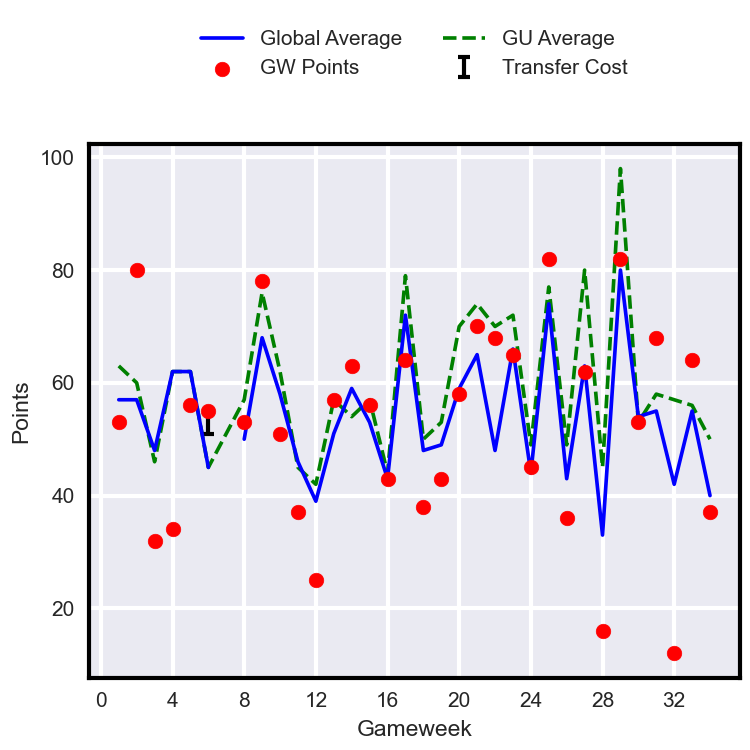 Global Average GU Average
GW Points Transfer Cost
100
80
60
40
20
Points
0 4 8 12 16 20 24 28 32
Gameweek